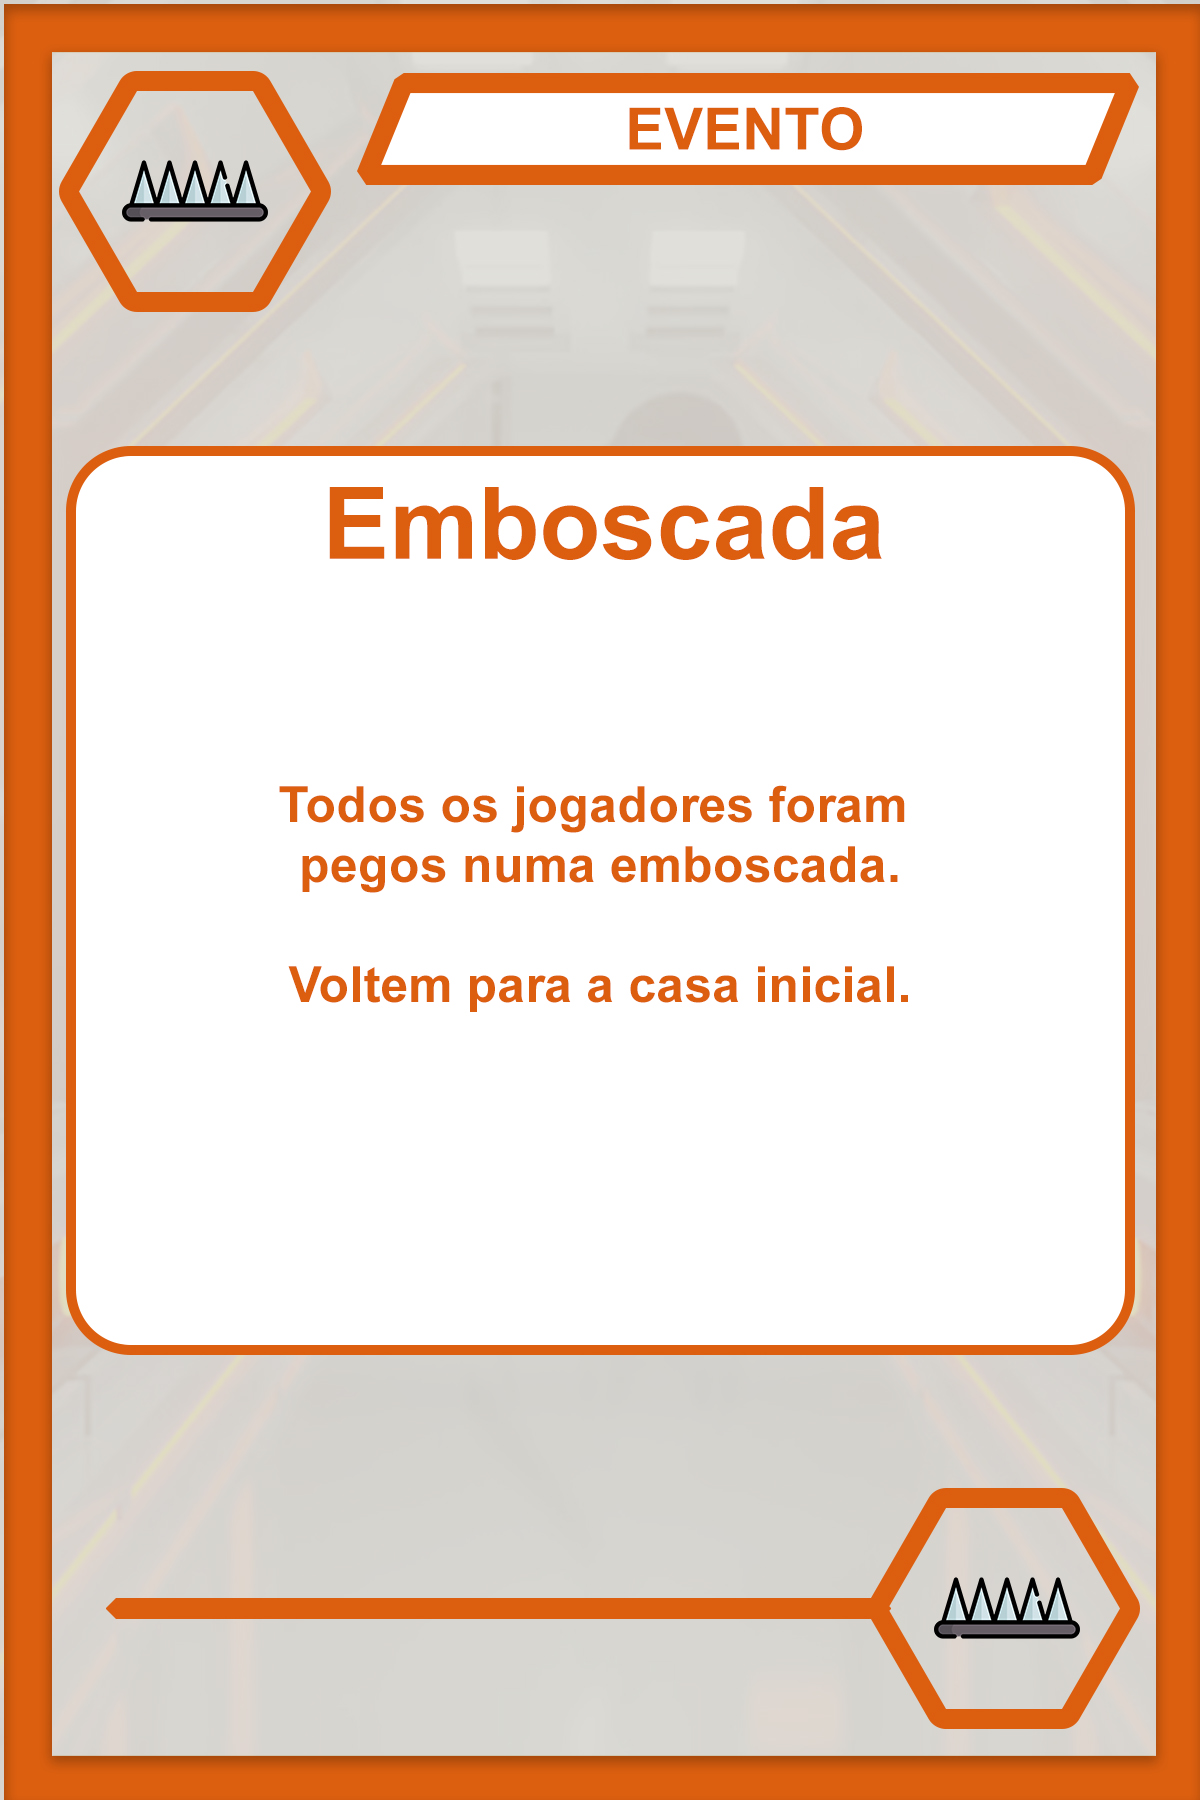 EVENTO
Emboscada
Todos os jogadores foram
pegos numa emboscada.
Voltem para a casa inicial.